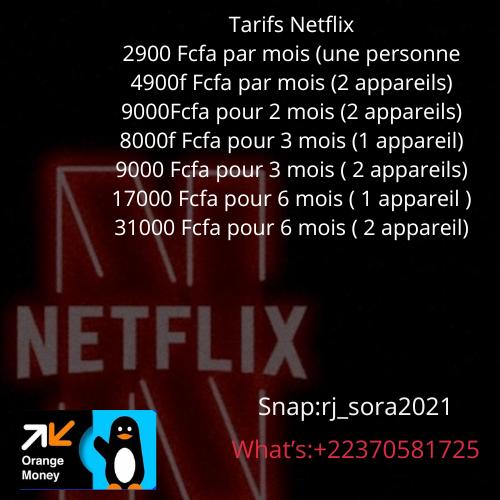 Tarifs Netflix
2900 Fcfa par mois (une personne
4900f Fcfa par mois (2 appareils)
9000Fcfa pour 2 mois (2 appareils)
8000f Fcfa pour 3 mois (1 appareil)
9000 Fcfa pour 3 mois ( 2 appareils)
17000 Fcfa pour 6 mois ( 1 appareil )
31000 Fcfa pour 6 mois ( 2 appareil)
NETFLIX
Snap:rj_sora2021
What's:+22370581725
Orange
Money